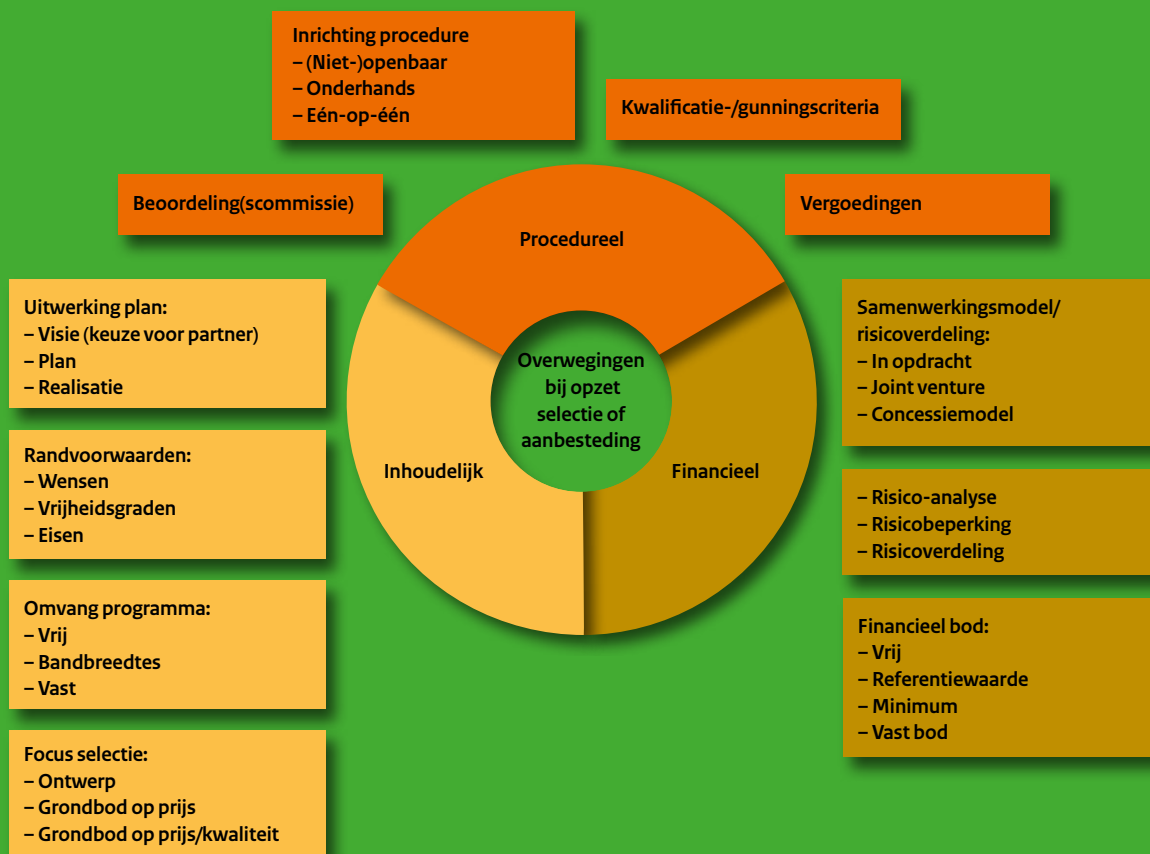 Inrichting procedure
– (Niet-)openbaar
– Onderhands
– Eén-op-één
Kwalificatie-/gunningscriteria
Beoordeling(scommissie)
Vergoedingen
Procedureel
Uitwerking plan:
– Visie (keuze voor partner)
– Plan
– Realisatie
Randvoorwaarden:
– Wensen
– Vrijheidsgraden
– Eisen
Omvang programma:
– Vrij
– Bandbreedtes
– Vast
Focus selectie:
– Ontwerp
– Grondbod op prijs
– Grondbod op prijs/kwaliteit
Overwegingen
bij opzet
selectie of
aanbesteding
Inhoudelijk
Financieel
Samenwerkingsmodel/
risicoverdeling:
– In opdracht
– Joint venture
– Concessiemodel
– Risico-analyse
– Risicobeperking
– Risicoverdeling
Financieel bod:
– Vrij
– Referentiewaarde
– Minimum
– Vast bod